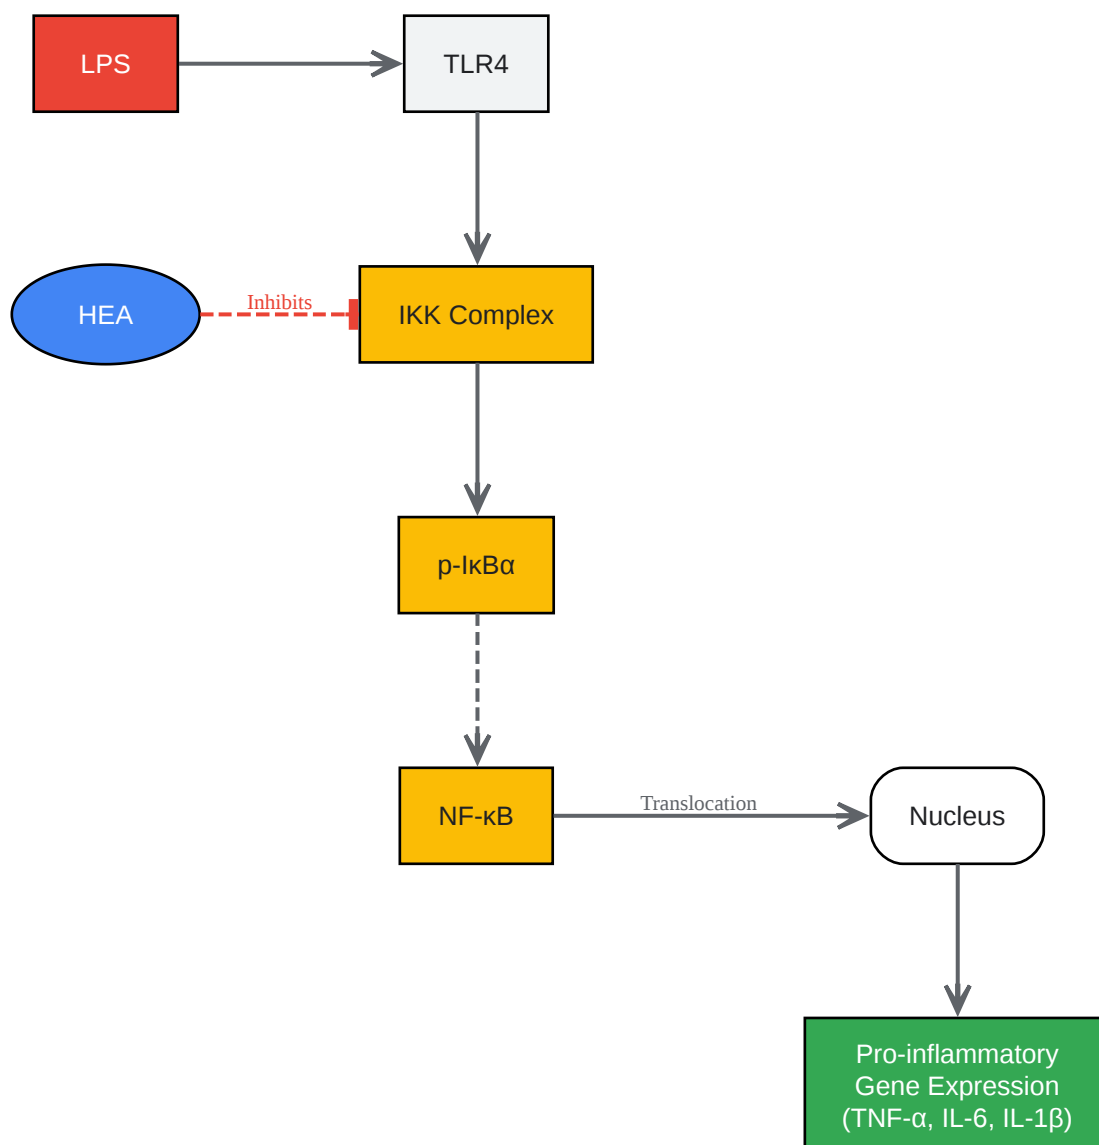 LPS
TLR4
HEA
Inhibits
IKK Complex
p-IκBα
NF-κB
Translocation
Nucleus
Pro-inflammatory
Gene Expression
(TNF-α, IL-6, IL-1β)